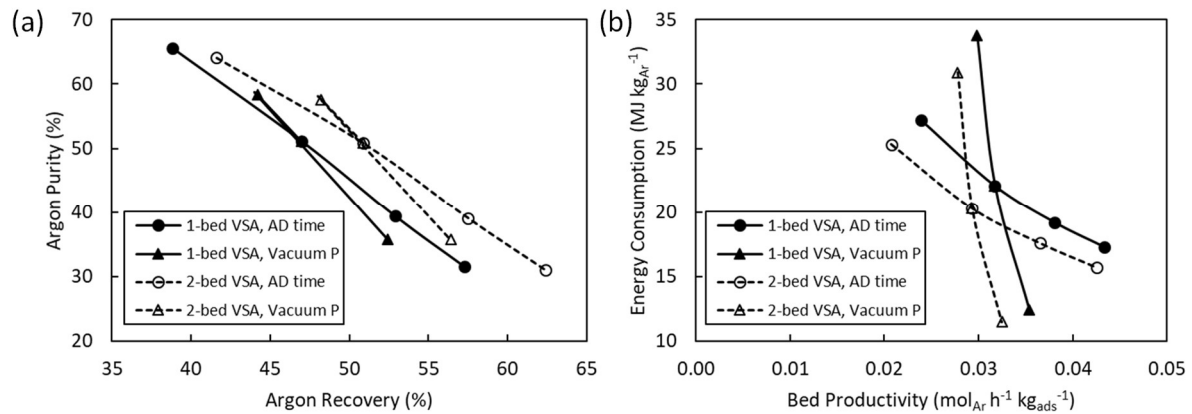 (a)
Argon Purity (%)
70
60
50
40
30
20
1-bed VSA, AD time
1-bed VSA, Vacuum P
2-bed VSA, AD time
2-bed VSA, Vacuum P
35 40 45 50 55 60 65
Argon Recovery (%)
(b)
Energy Consumption (MJ kgAr-1)
35
30
25
20
15
10
1-bed VSA, AD time
1-bed VSA, Vacuum P
2-bed VSA, AD time
2-bed VSA, Vacuum P
0.00 0.01 0.02 0.03 0.04 0.05
Bed Productivity (molAr h-1 kgads-1)